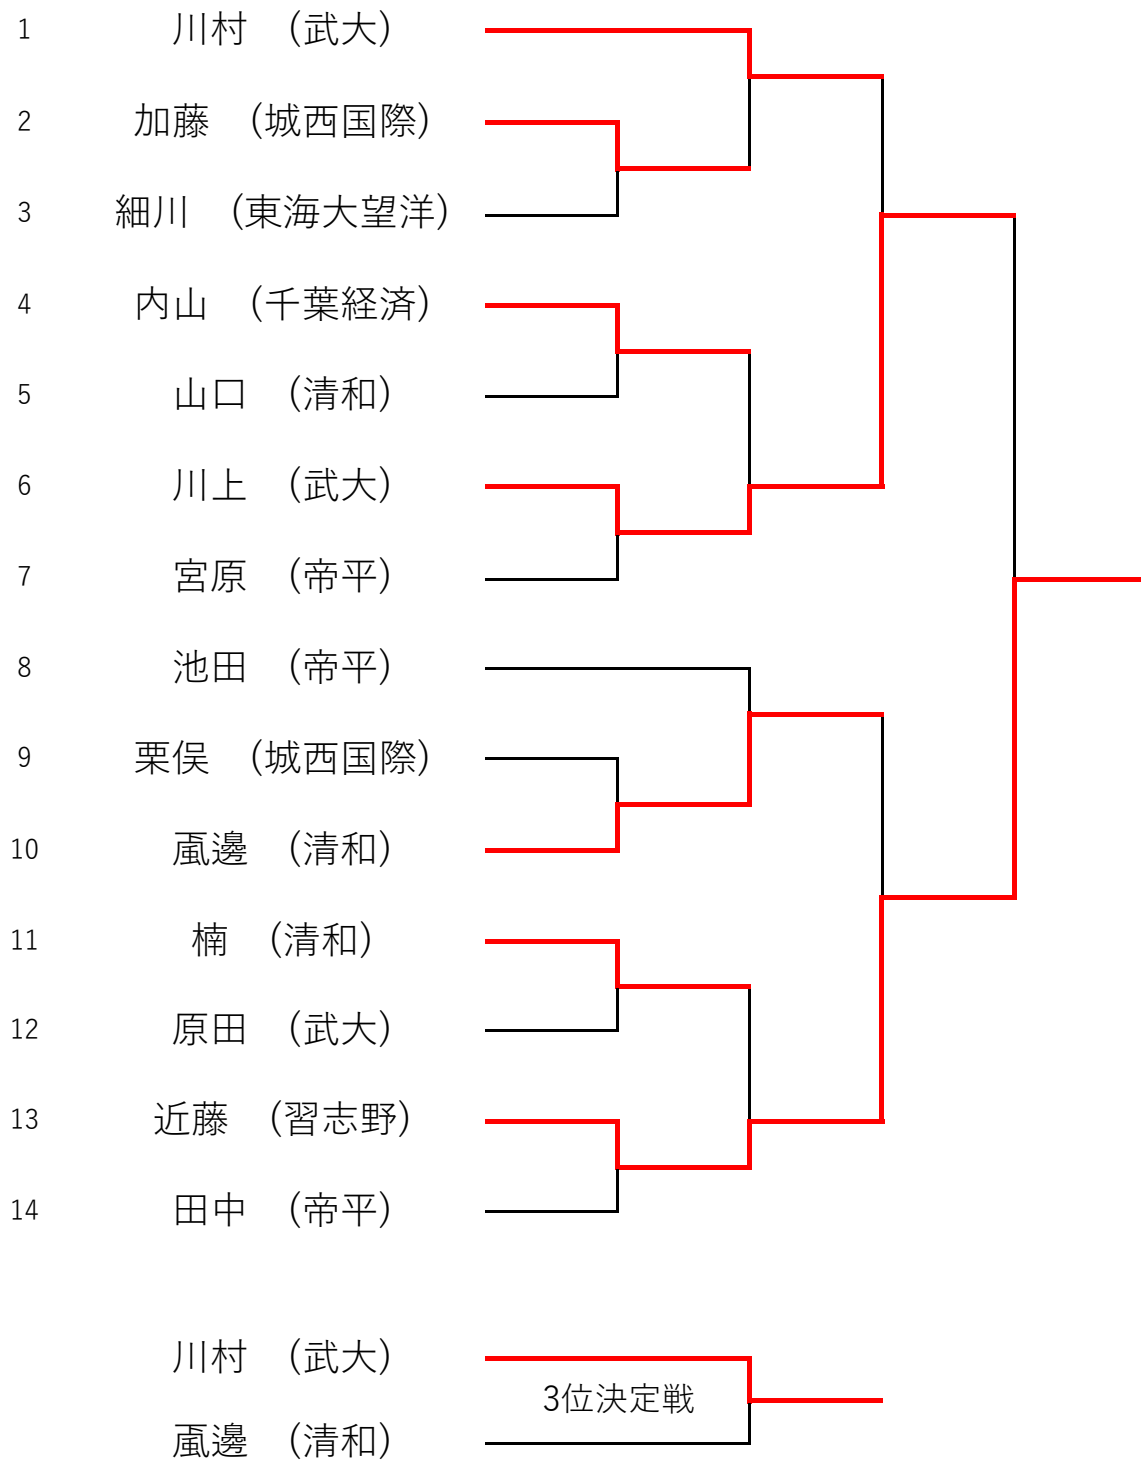 1 川村 (武大)
2 加藤 (城西国際)
3 細川 (東海大望洋)
4 内山 (千葉経済)
5 山口 (清和)
6 川上 (武大)
7 宮原 (帝平)
8 池田 (帝平)
9 栗俣 (城西国際)
10 颪邊 (清和)
11 楠 (清和)
12 原田 (武大)
13 近藤 (習志野)
14 田中 (帝平)
川村 (武大)
3位決定戦
颪邊 (清和)